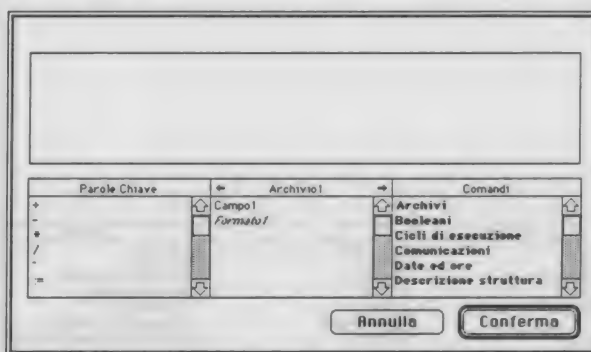 Parole Chiave
Archivio1
Comandi
+
-
*
/
:=
Campo1
Formato1
Archivi
Booleani
Cicli di esecuzione
Comunicazioni
Date ed ore
Descrizione struttura
Annulla
Conferma